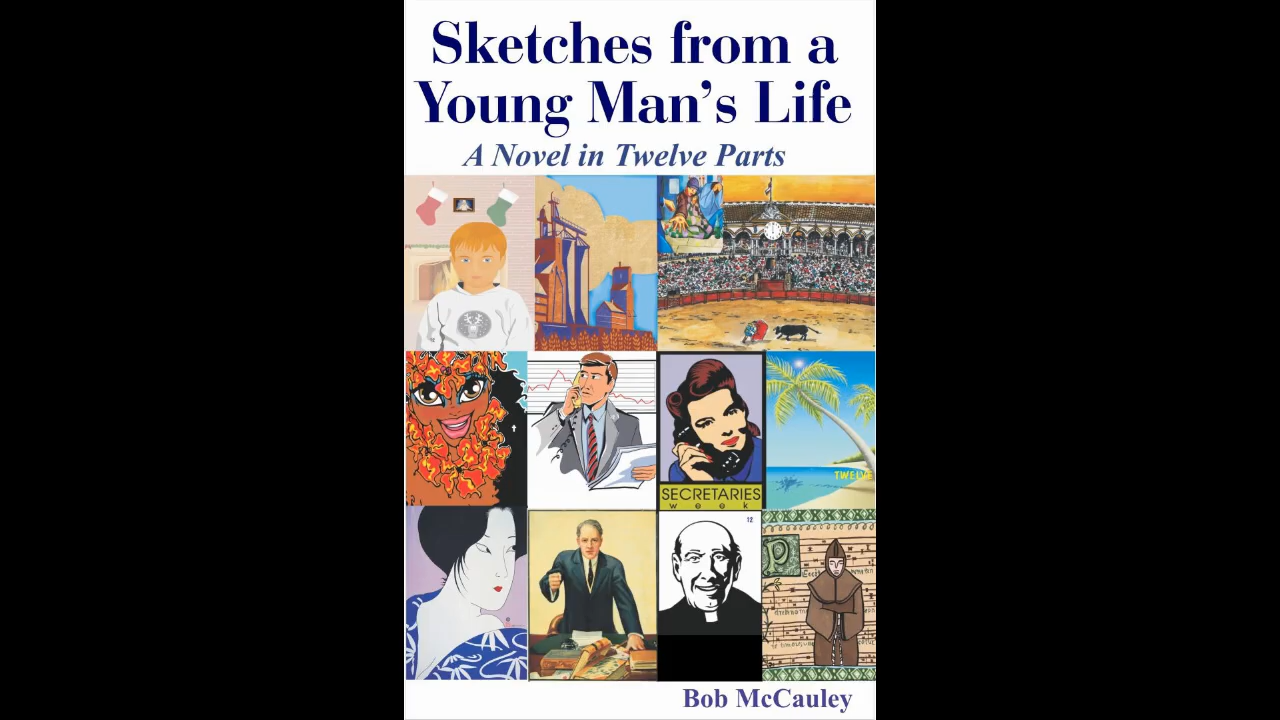 Sketches from a
Young Man's Life
A Novel in Twelve Parts
SECRETARIES
week
TWELVE
12
P
Bob McCauley